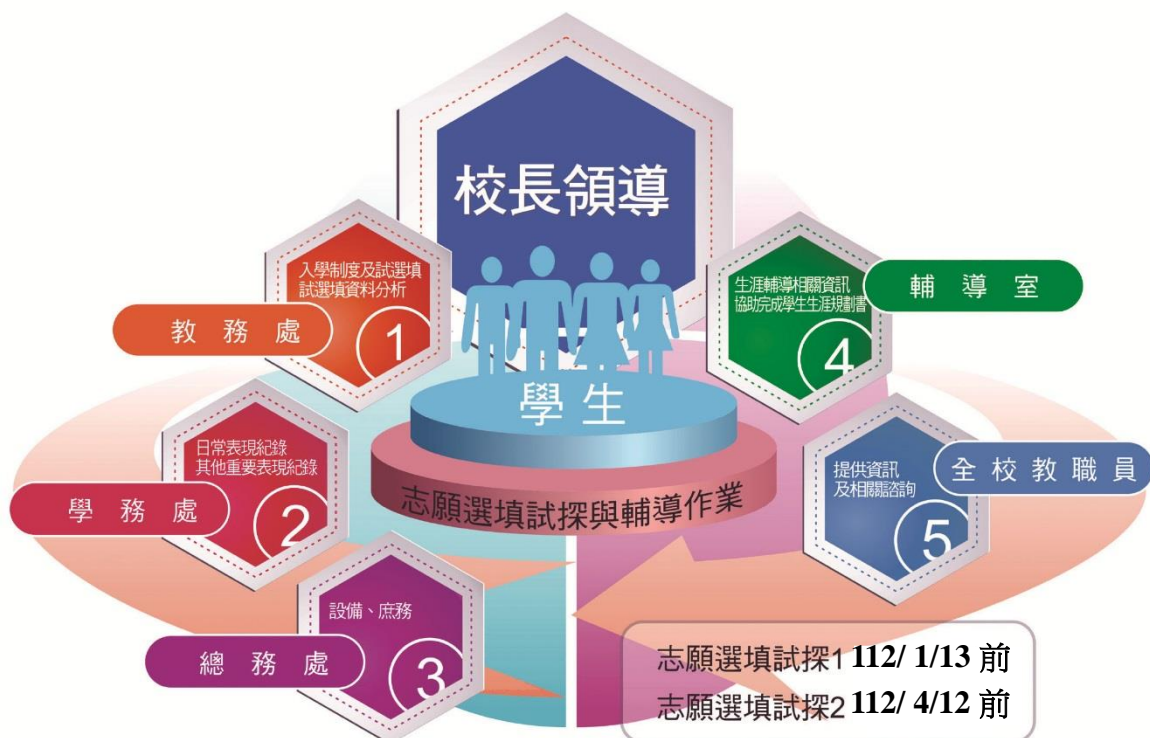 校長領導
入學制度及試選填
試選填資料分析
1
教務處
日常表現紀錄
其他重要表現紀錄
2
學務處
設備、庶務
3
總務處
生涯輔導相關資訊
協助完成學生生涯規劃書
4
輔導室
提供資訊
及相關諮詢
5
全校教職員
學生
志願選填試探與輔導作業
志願選填試探1 112/ 1/13 前
志願選填試探2 112/ 4/12 前